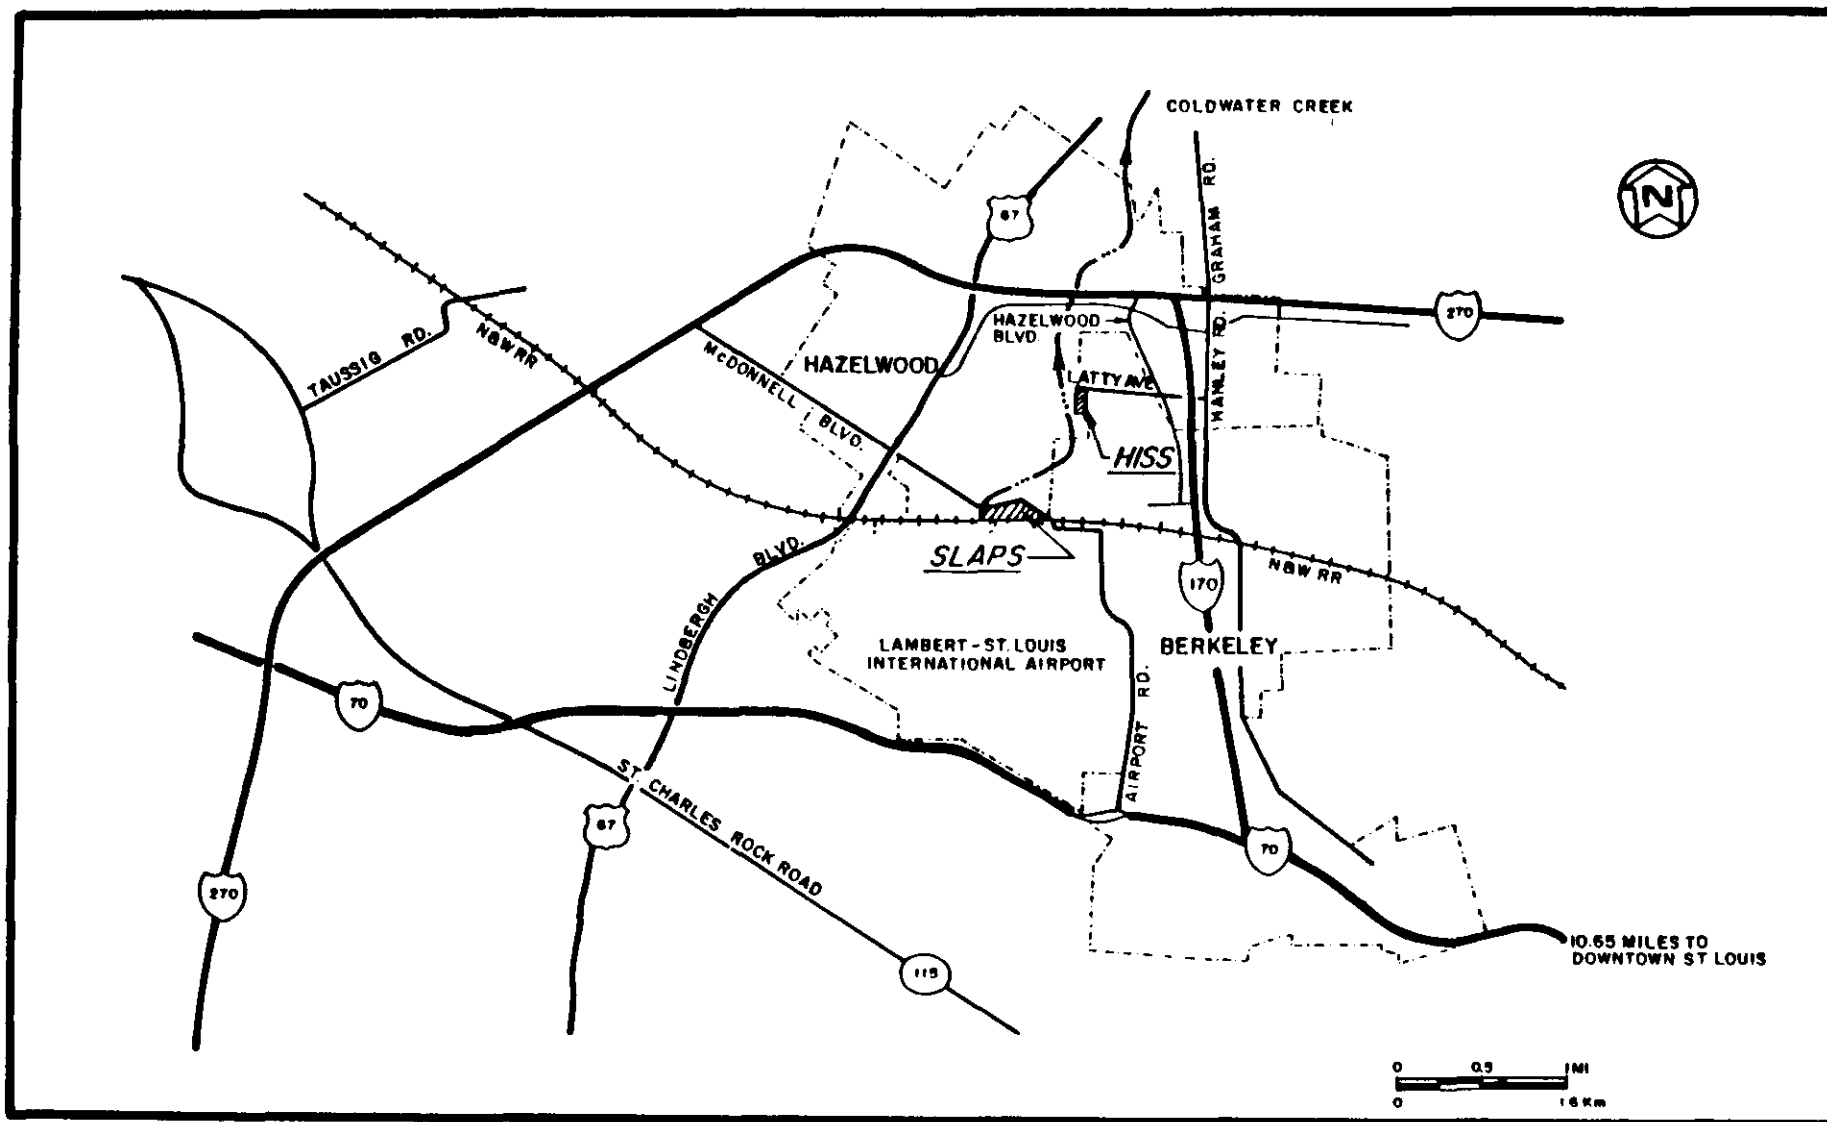 COLDWATER CREEK
GRAHAM RD.
N
67
270
HAZELWOOD
BLVD.
TAUSSIG RD.
N&W RR
McDONNELL BLVD.
HAZELWOOD
LATTY AVE
HANLEY RD.
HISS
SLAPS
LINDBERGH BLVD.
170
N&W RR
LAMBERT-ST. LOUIS
INTERNATIONAL AIRPORT
BERKELEY
AIRPORT RD.
70
ST. CHARLES ROCK ROAD
67
70
270
115
10.65 MILES TO
DOWNTOWN ST LOUIS
0 0.5 1 MI
0 1.6 Km